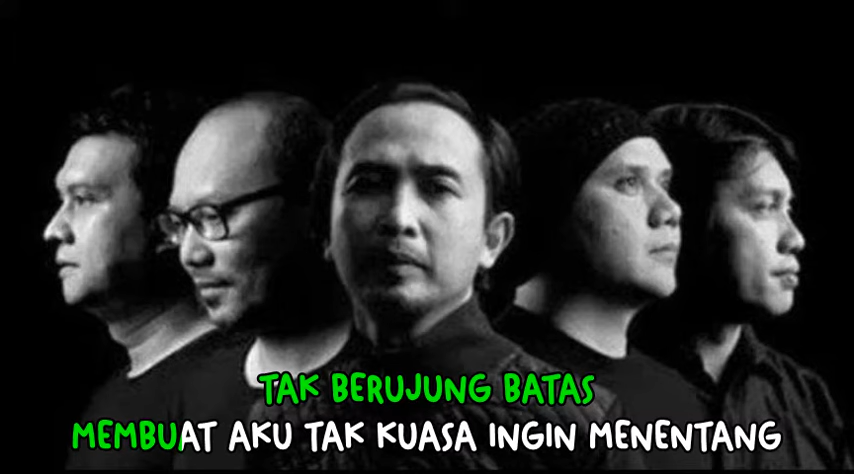 TAK BERUJUNG BATAS
MEMBUAT AKU TAK KUASA INGIN MENENTANG